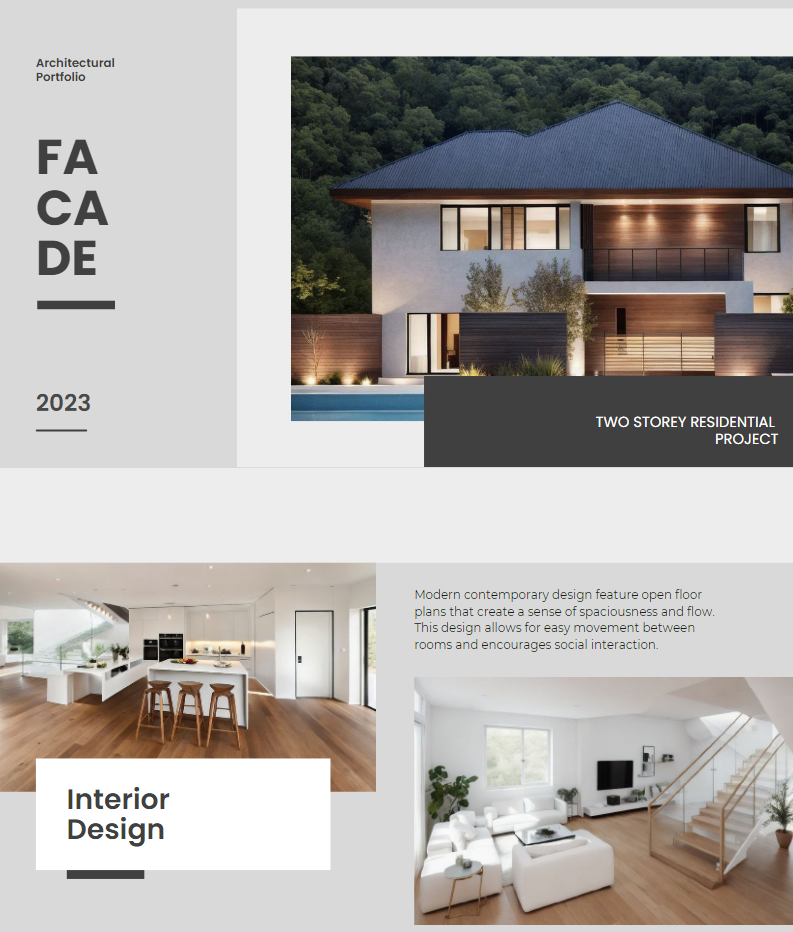 Architectural
Portfolio
FA
CA
DE
2023
TWO STOREY RESIDENTIAL
PROJECT
Modern contemporary design feature open floor
plans that create a sense of spaciousness and flow.
This design allows for easy movement between
rooms and encourages social interaction.
Interior
Design